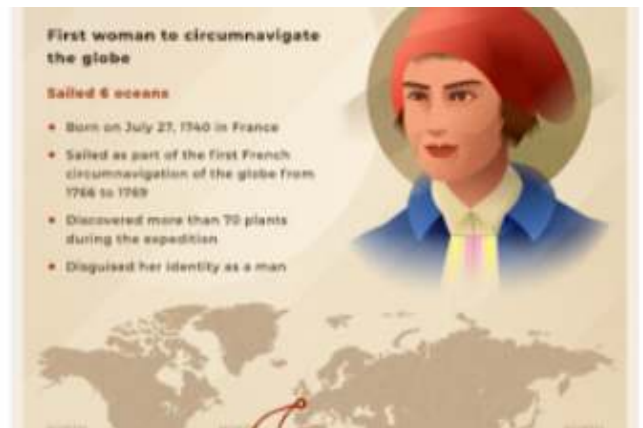 First woman to circumnavigate
the globe
Sailed 6 oceans
• Born on July 27, 1740 in France
• Sailed as part of the first French
circumnavigation of the globe from
1766 to 1769
• Discovered more than 70 plants
during the expedition
• Disguised her identity as a man